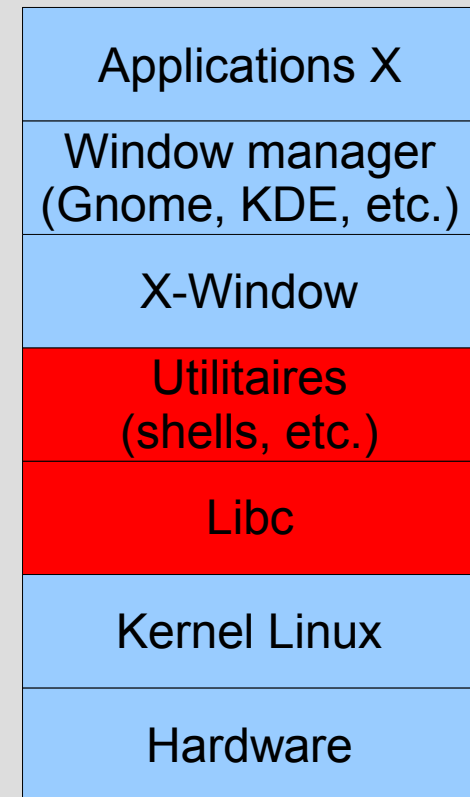 Applications X
Window manager
(Gnome, KDE, etc.)
X-Window
Utilitaires
(shells, etc.)
Libc
Kernel Linux
Hardware